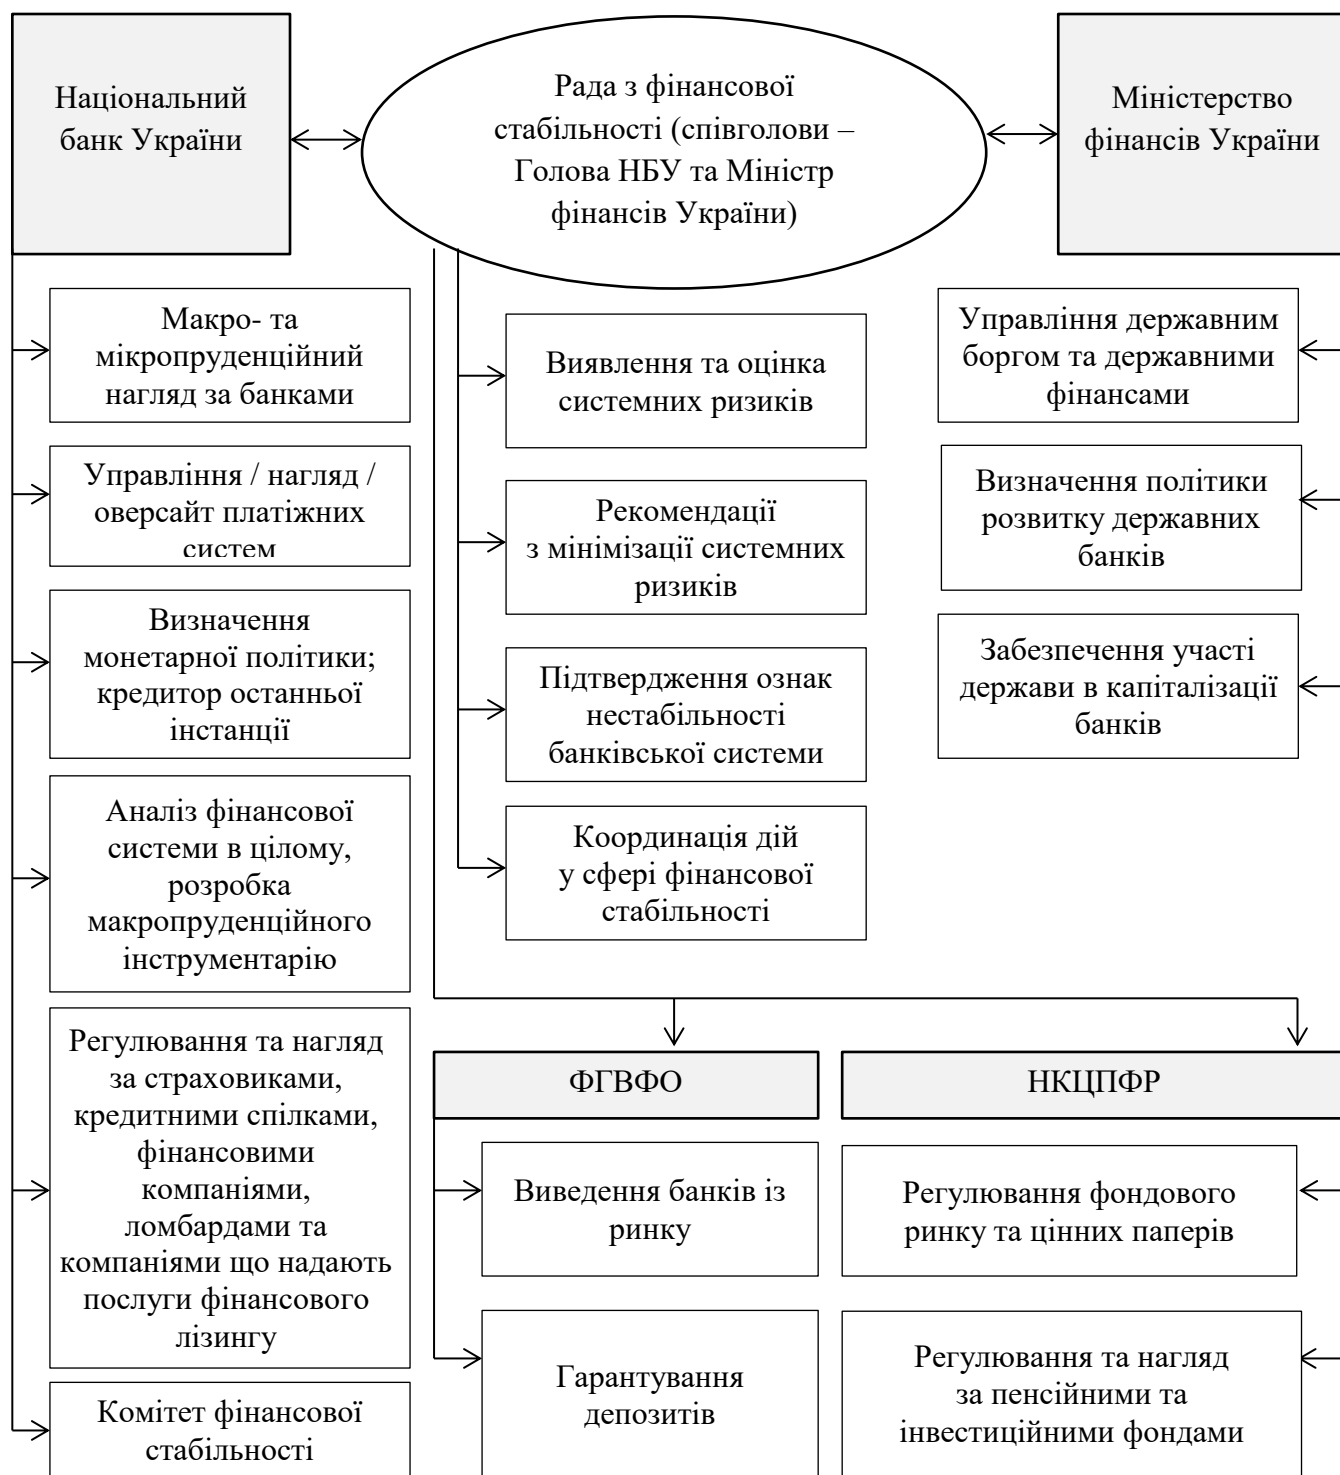 Національний
банк України
Рада з фінансової
стабільності (співголови –
Голова НБУ та Міністр
фінансів України)
Міністерство
фінансів України
Макро- та
мікропруденційний
нагляд за банками
Управління / нагляд /
оверсайт платіжних
систем
Визначення
монетарної політики;
кредитор останньої
інстанції
Аналіз фінансової
системи в цілому,
розробка
макропруденційного
інструментарію
Регулювання та нагляд
за страховиками,
кредитними спілками,
фінансовими
компаніями,
ломбардами та
компаніями що надають
послуги фінансового
лізингу
Комітет фінансової
стабільності
Виявлення та оцінка
системних ризиків
Рекомендації
з мінімізації системних
ризиків
Підтвердження ознак
нестабільності
банківської системи
Координація дій
у сфері фінансової
стабільності
Управління державним
боргом та державними
фінансами
Визначення політики
розвитку державних
банків
Забезпечення участі
держави в капіталізації
банків
ФГВФО
Виведення банків із
ринку
Гарантування
депозитів
НКЦПФР
Регулювання фондового
ринку та цінних паперів
Регулювання та нагляд
за пенсійними та
інвестиційними фондами